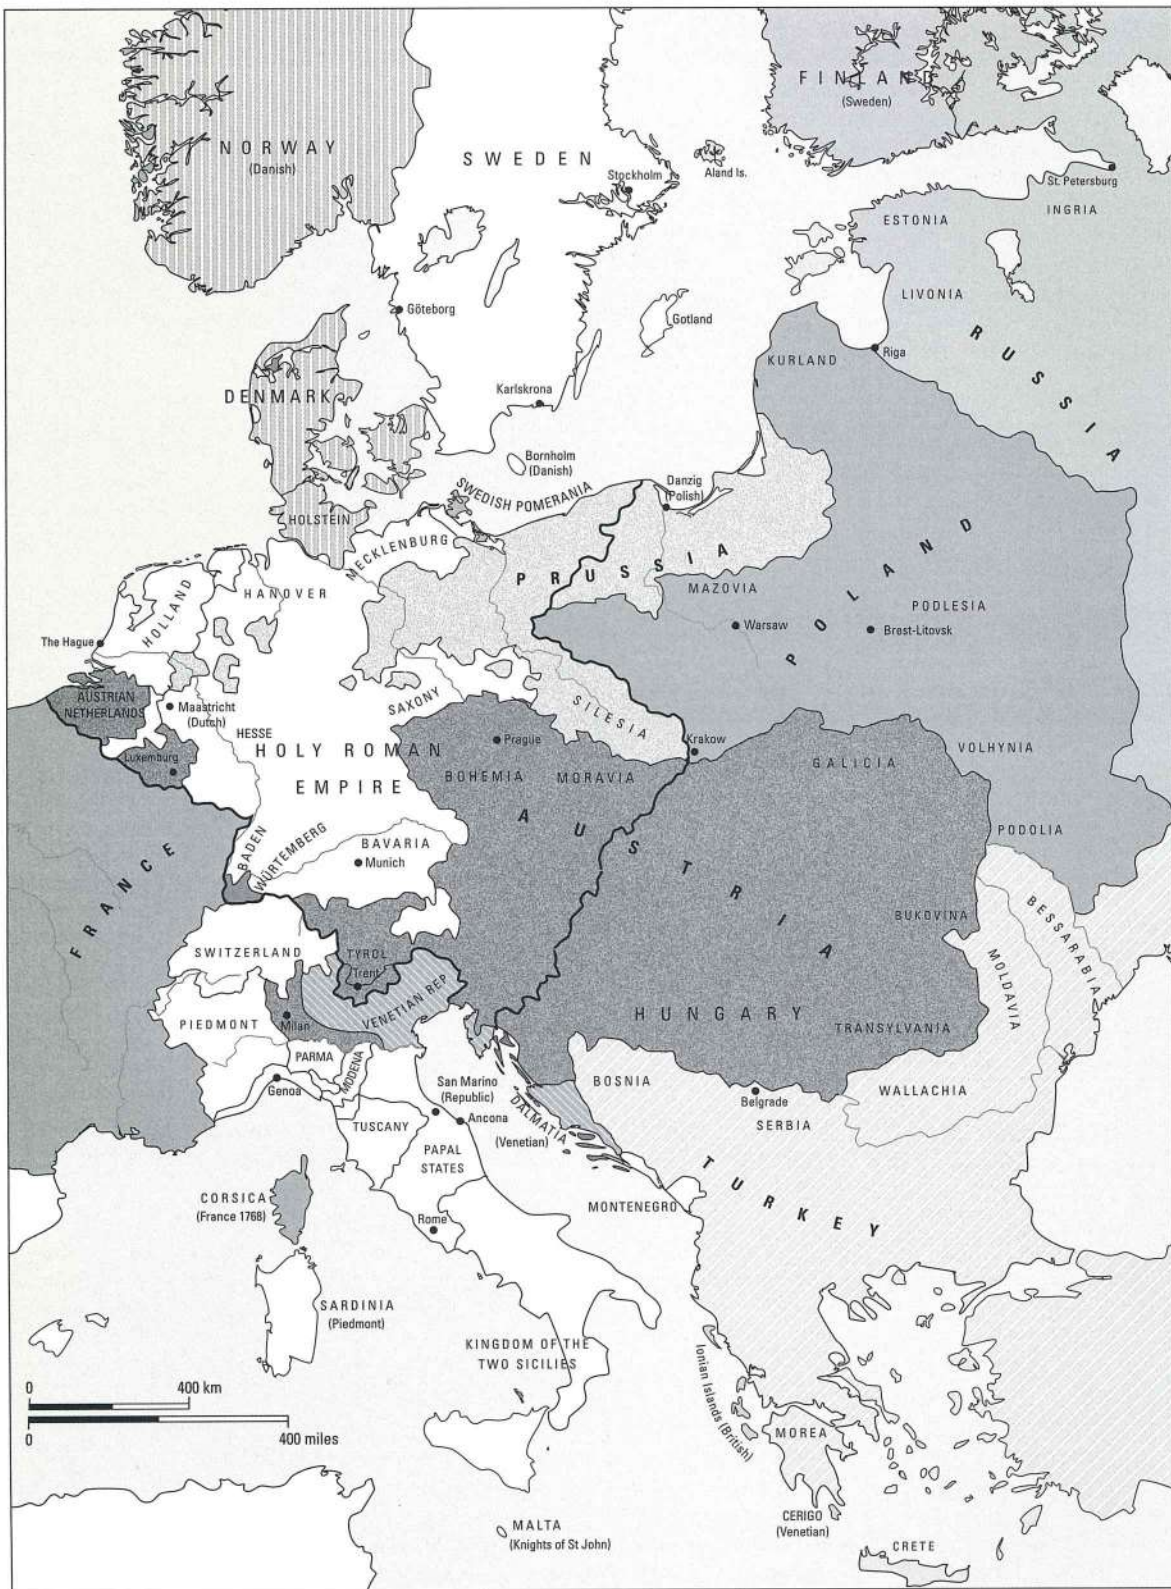 NORWAY
(Danish)
SWEDEN
Stockholm
Aland Is.
FINLAND
(Sweden)
St. Petersburg
INGRIA
ESTONIA
LIVONIA
RUSSIA
Göteborg
Gotland
KURLAND
Riga
DENMARK
Karlskrona
Bornholm
(Danish)
HOLSTEIN
SWEDISH POMERANIA
Danzig
(Polish)
MECKLENBURG
PRUSSIA
HANOVER
HOLLAND
The Hague
MAZOVIA
POLAND
PODLESIA
Warsaw
Brest-Litovsk
AUSTRIAN
NETHERLANDS
Maastricht
(Dutch)
HESSE
SAXONY
SILESIA
Luxemburg
HOLY ROMAN
EMPIRE
Prague
BOHEMIA
MORAVIA
Krakow
GALICIA
VOLHYNIA
PODOLIA
AUSTRIA
FRANCE
BADEN
WÜRTEMBERG
BAVARIA
Munich
BUKOVINA
BESSARABIA
MOLDAVIA
SWITZERLAND
TYROL
Trent
VENETIAN REP
PIEDMONT
Milan
HUNGARY
TRANSYLVANIA
PARMA
MODENA
Genoa
San Marino
(Republic)
Ancona
BOSNIA
DALMATIA
(Venetian)
Belgrade
SERBIA
WALLACHIA
TUSCANY
PAPAL
STATES
TURKEY
CORSICA
(France 1768)
Rome
MONTENEGRO
SARDINIA
(Piedmont)
KINGDOM OF THE
TWO SICILIES
Ionian Islands (British)
0 400 km
0 400 miles
MOREA
MALTA
(Knights of St John)
CERIGO
(Venetian)
CRETE